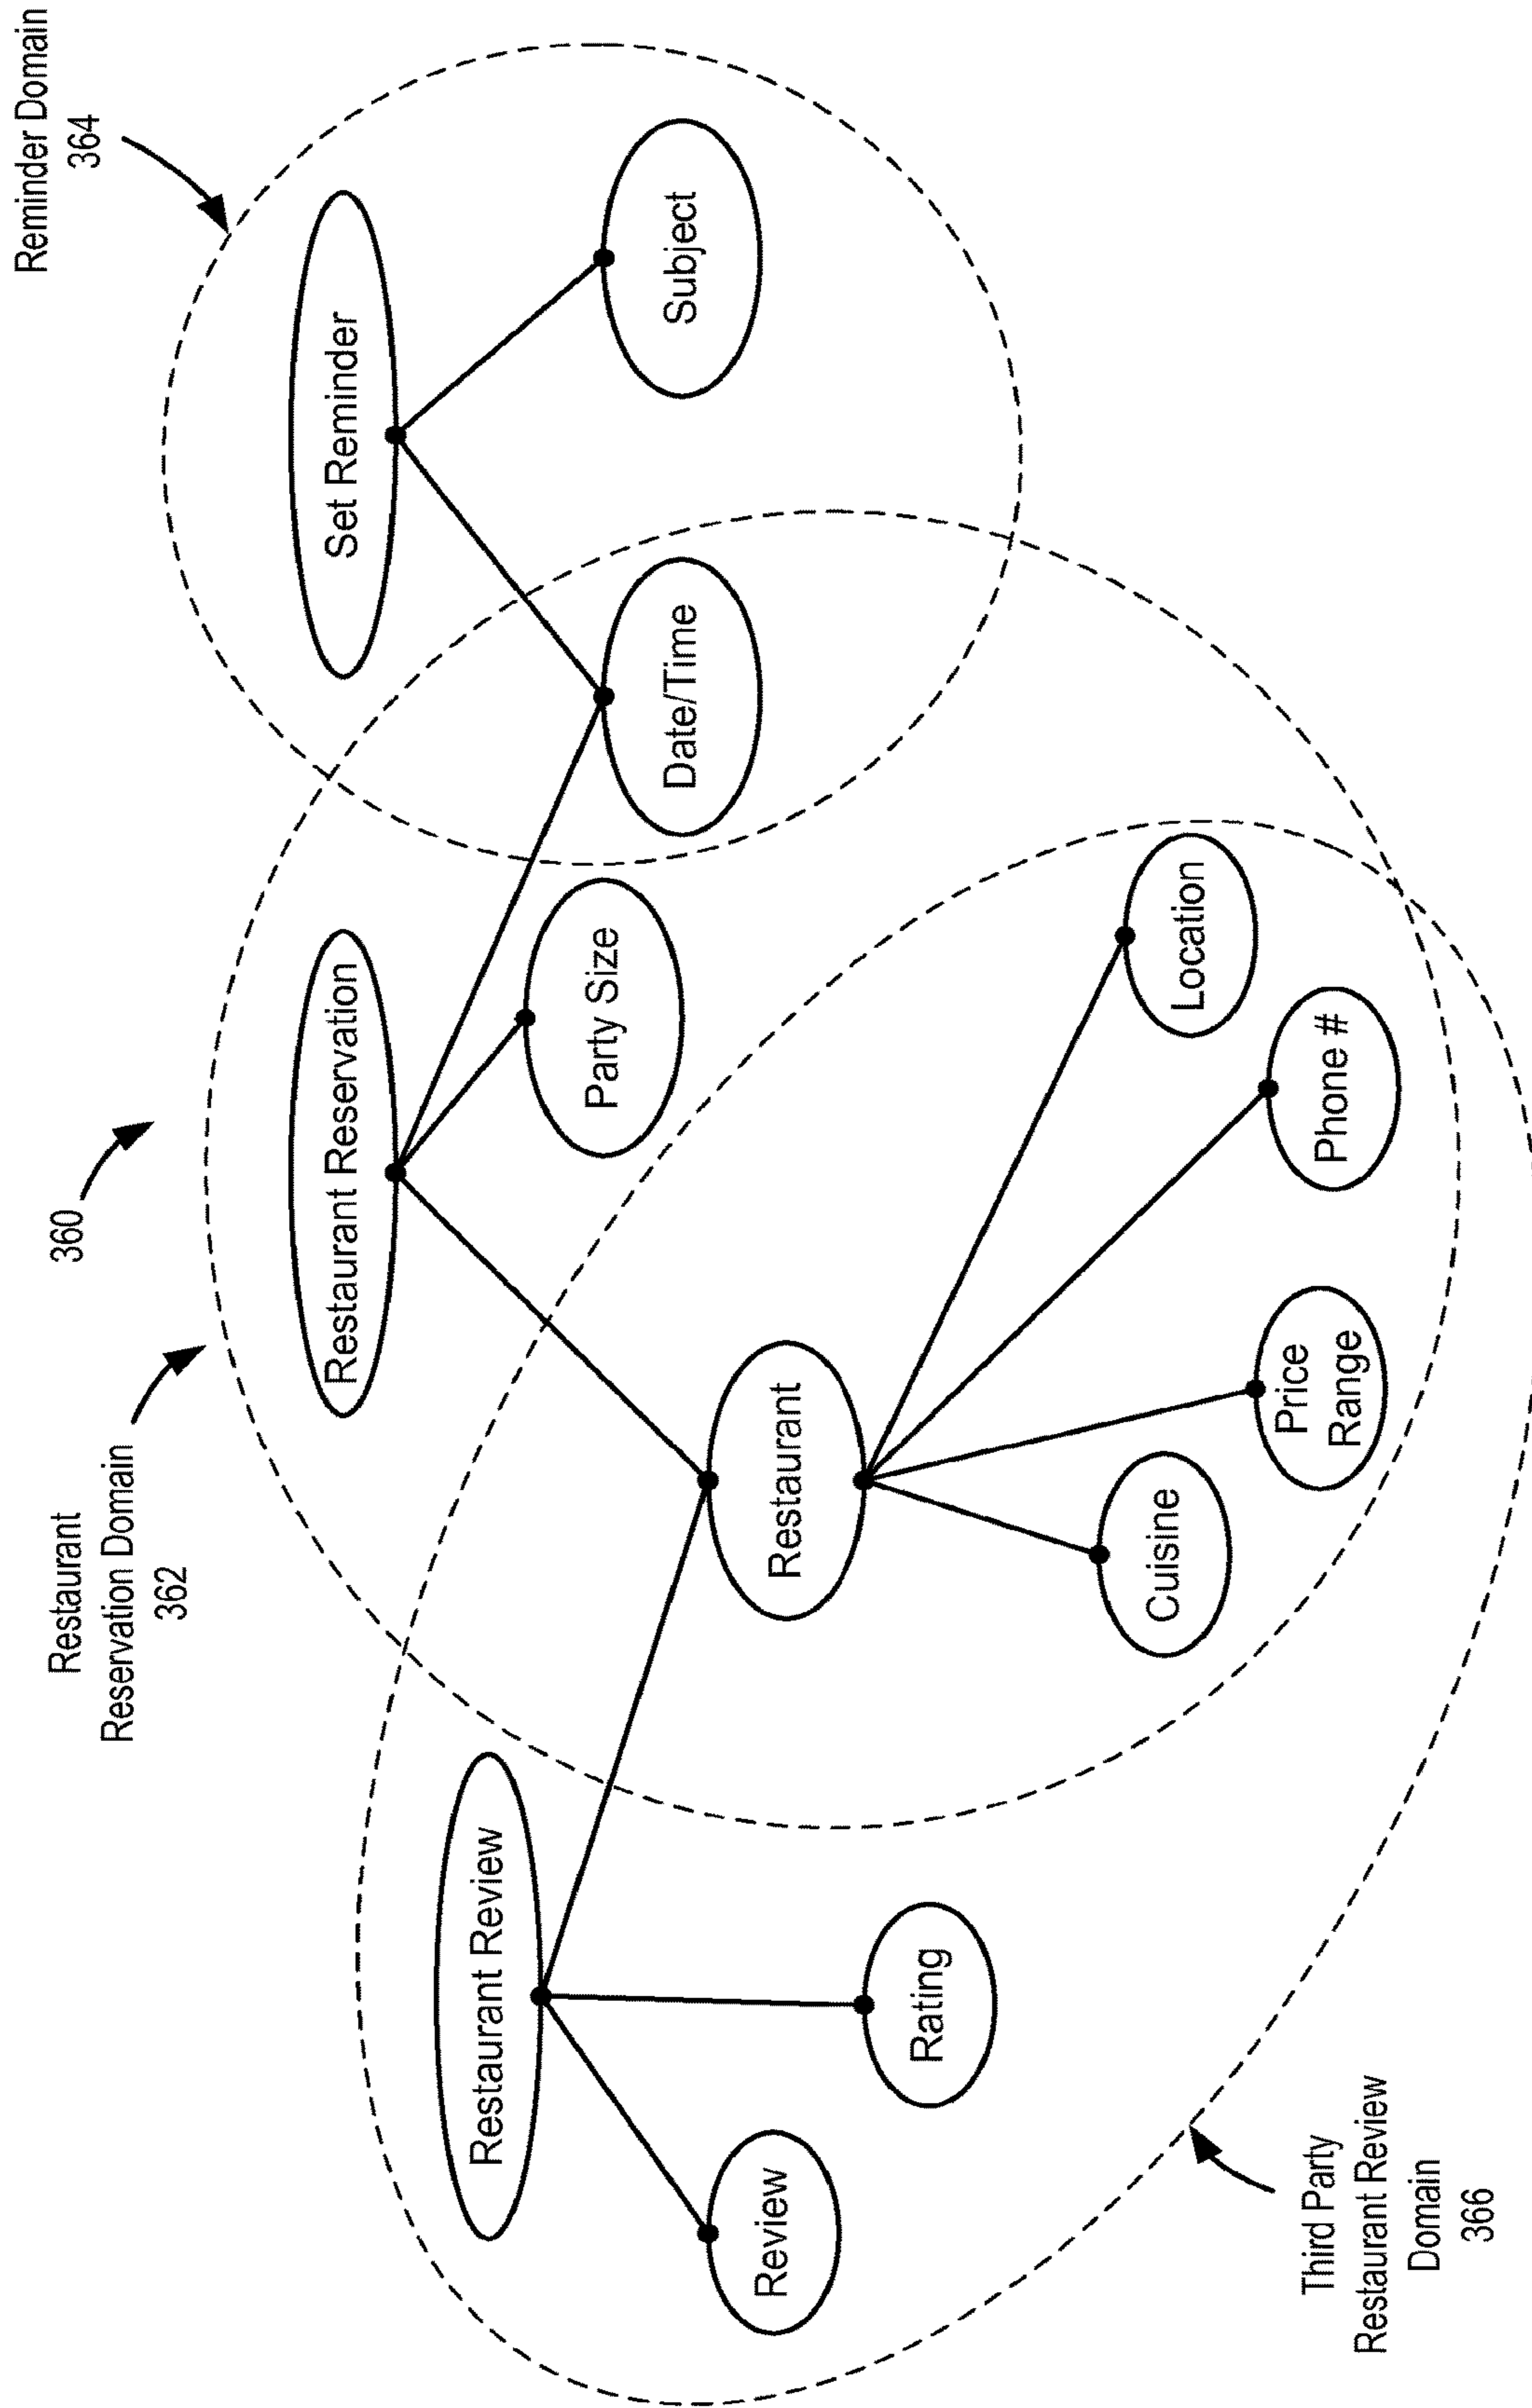 360
Restaurant
Reservation Domain
362
Reminder Domain
364
Restaurant Reservation
Set Reminder
Restaurant Review
Party Size
Date/Time
Subject
Review
Restaurant
Rating
Cuisine
Price
Range
Phone #
Location
Third Party
Restaurant Review
Domain
366